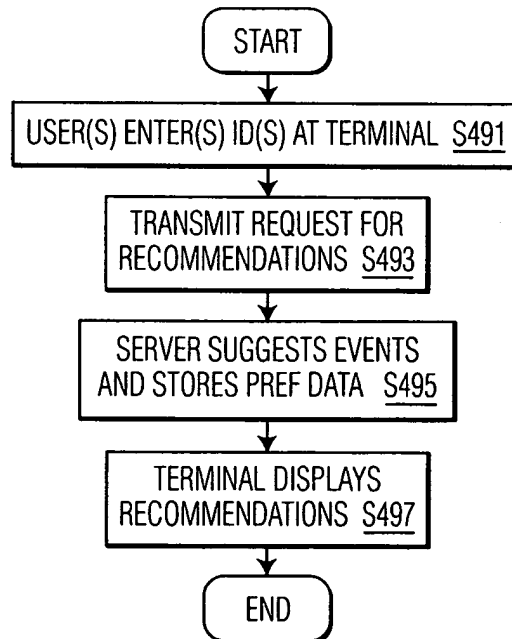 START
USER(S) ENTER(S) ID(S) AT TERMINAL S491
TRANSMIT REQUEST FOR
RECOMMENDATIONS S493
SERVER SUGGESTS EVENTS
AND STORES PREF DATA S495
TERMINAL DISPLAYS
RECOMMENDATIONS S497
END